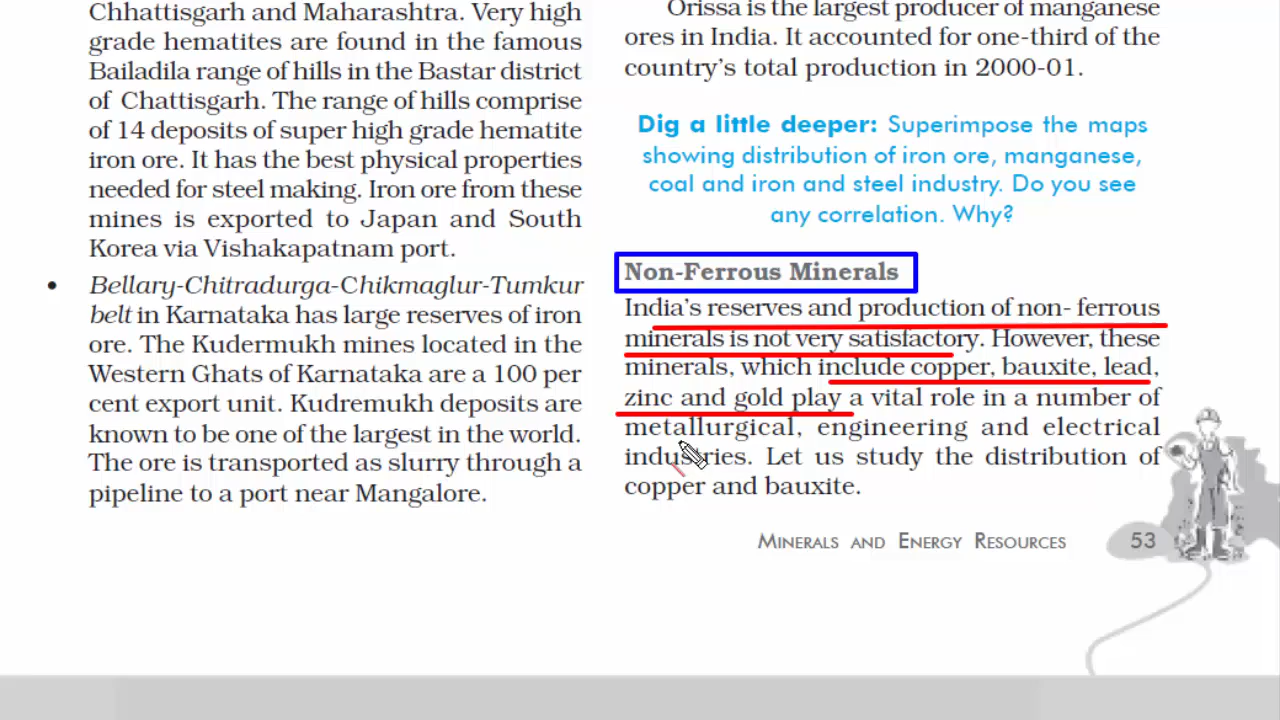 Chhattisgarh and Maharashtra. Very high
grade hematites are found in the famous
Bailadila range of hills in the Bastar district
of Chattisgarh. The range of hills comprise
of 14 deposits of super high grade hematite
iron ore. It has the best physical properties
needed for steel making. Iron ore from these
mines is exported to Japan and South
Korea via Vishakapatnam port.
• Bellary-Chitradurga-Chikmaglur-Tumkur
belt in Karnataka has large reserves of iron
ore. The Kudermukh mines located in the
Western Ghats of Karnataka are a 100 per
cent export unit. Kudremukh deposits are
known to be one of the largest in the world.
The ore is transported as slurry through a
pipeline to a port near Mangalore.
Orissa is the largest producer of manganese
ores in India. It accounted for one-third of the
country's total production in 2000-01.
Dig a little deeper: Superimpose the maps
showing distribution of iron ore, manganese,
coal and iron and steel industry. Do you see
any correlation. Why?
Non-Ferrous Minerals
India's reserves and production of non- ferrous
minerals is not very satisfactory. However, these
minerals, which include copper, bauxite, lead,
zinc and gold play a vital role in a number of
metallurgical, engineering and electrical
industries. Let us study the distribution of
copper and bauxite.
Minerals and Energy Resources 53